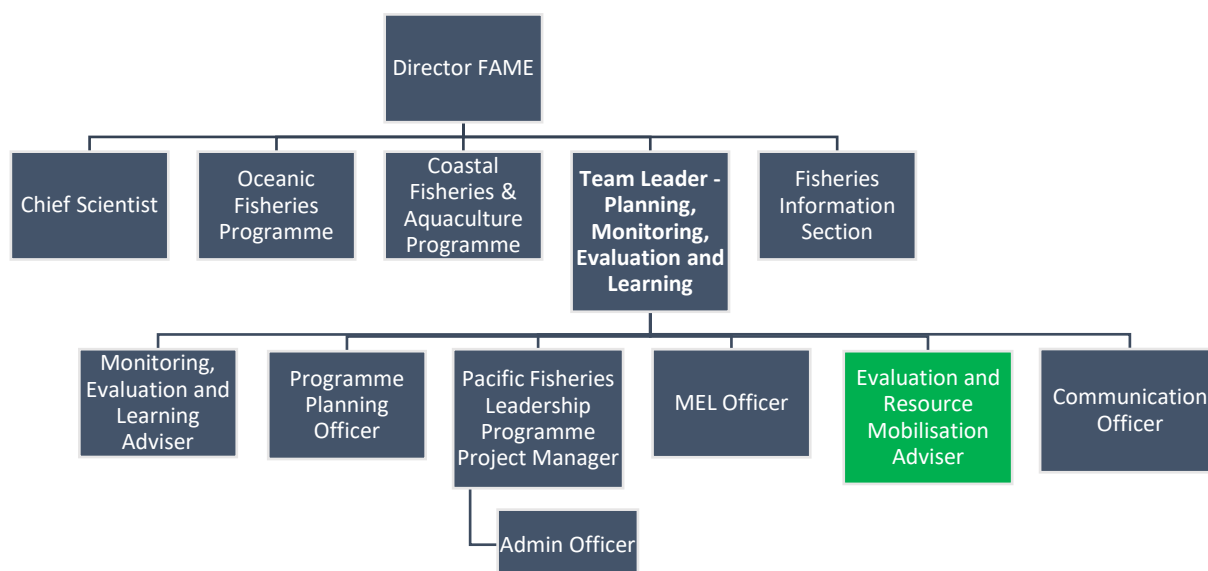 Director FAME
Chief Scientist
Oceanic
Fisheries
Programme
Coastal
Fisheries &
Aquaculture
Programme
Team Leader -
Planning,
Monitoring,
Evaluation and
Learning
Fisheries
Information
Section
Monitoring,
Evaluation and
Learning
Adviser
Programme
Planning
Officer
Pacific Fisheries
Leadership
Programme
Project Manager
MEL Officer
Evaluation and
Resource
Mobilisation
Adviser
Communication
Officer
Admin Officer